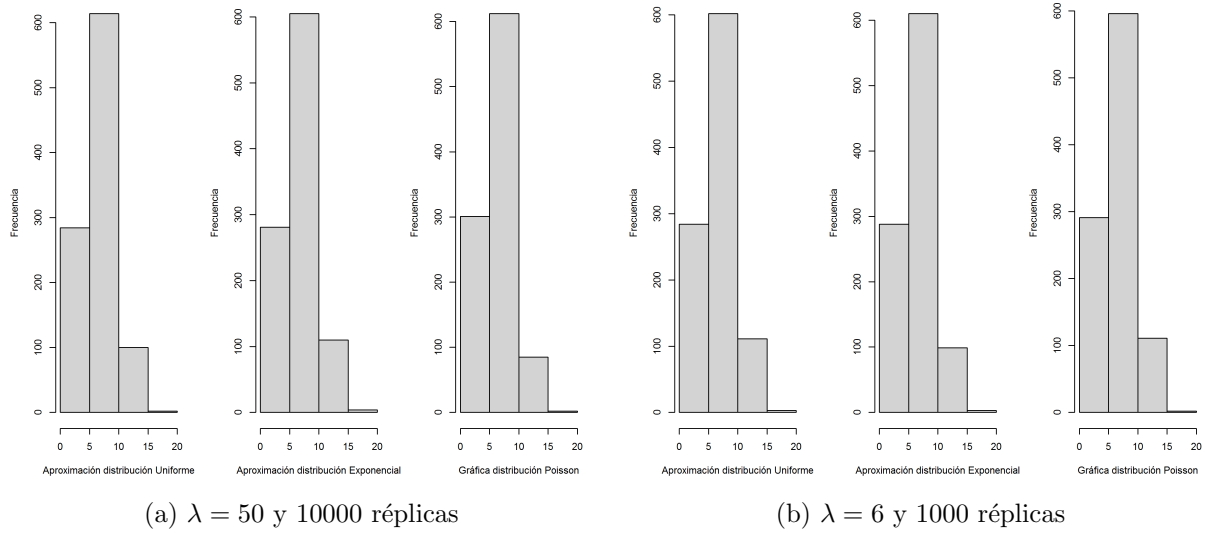 Frecuencia
0 100 200 300 400 500 600
0 5 10 15 20
Aproximación distribución Uniforme
Frecuencia
0 100 200 300 400 500 600
0 5 10 15 20
Aproximación distribución Exponencial
Frecuencia
0 100 200 300 400 500 600
0 5 10 15 20
Gráfica distribución Poisson
(a) λ = 50 y 10000 réplicas
Frecuencia
0 100 200 300 400 500 600
0 5 10 15 20
Aproximación distribución Uniforme
Frecuencia
0 100 200 300 400 500 600
0 5 10 15 20
Aproximación distribución Exponencial
Frecuencia
0 100 200 300 400 500 600
0 5 10 15 20
Gráfica distribución Poisson
(b) λ = 6 y 1000 réplicas